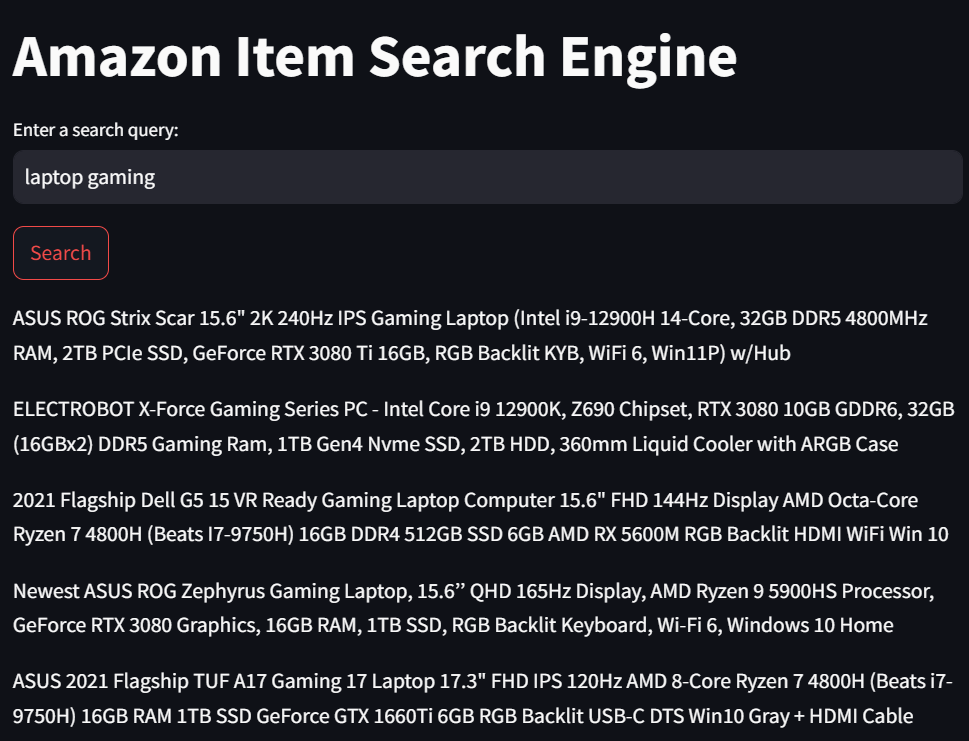 Amazon Item Search Engine
Enter a search query:
laptop gaming
Search
ASUS ROG Strix Scar 15.6" 2K 240Hz IPS Gaming Laptop (Intel i9-12900H 14-Core, 32GB DDR5 4800MHz
RAM, 2TB PCIe SSD, GeForce RTX 3080 Ti 16GB, RGB Backlit KYB, WiFi 6, Win11P) w/Hub
ELECTROBOT X-Force Gaming Series PC - Intel Core i9 12900K, Z690 Chipset, RTX 3080 10GB GDDR6, 32GB
(16GBx2) DDR5 Gaming Ram, 1TB Gen4 Nvme SSD, 2TB HDD, 360mm Liquid Cooler with ARGB Case
2021 Flagship Dell G5 15 VR Ready Gaming Laptop Computer 15.6" FHD 144Hz Display AMD Octa-Core
Ryzen 7 4800H (Beats I7-9750H) 16GB DDR4 512GB SSD 6GB AMD RX 5600M RGB Backlit HDMI WiFi Win 10
Newest ASUS ROG Zephyrus Gaming Laptop, 15.6” QHD 165Hz Display, AMD Ryzen 9 5900HS Processor,
GeForce RTX 3080 Graphics, 16GB RAM, 1TB SSD, RGB Backlit Keyboard, Wi-Fi 6, Windows 10 Home
ASUS 2021 Flagship TUF A17 Gaming 17 Laptop 17.3" FHD IPS 120Hz AMD 8-Core Ryzen 7 4800H (Beats i7-
9750H) 16GB RAM 1TB SSD GeForce GTX 1660Ti 6GB RGB Backlit USB-C DTS Win10 Gray + HDMI Cable